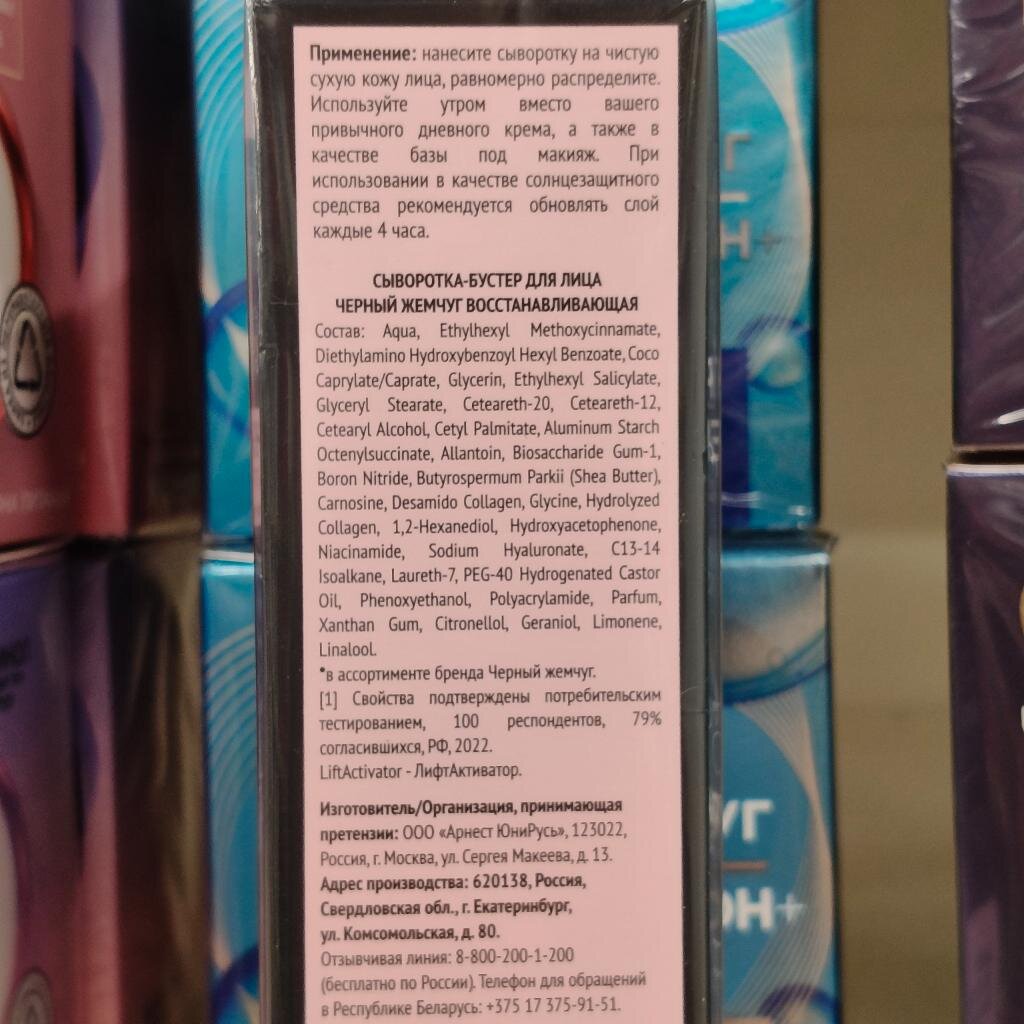 Применение: нанесите сыворотку на чистую
сухую кожу лица, равномерно распределите.
Используйте утром вместо вашего
привычного дневного крема, а также в
качестве базы под макияж. При
использовании в качестве солнцезащитного
средства рекомендуется обновлять слой
каждые 4 часа.
СЫВОРОТКА-БУСТЕР ДЛЯ ЛИЦА
ЧЕРНЫЙ ЖЕМЧУГ ВОССТАНАВЛИВАЮЩАЯ
Состав: Aqua, Ethylhexyl Methoxycinnamate,
Diethylamino Hydroxybenzoyl Hexyl Benzoate, Coco
Caprylate/Caprate, Glycerin, Ethylhexyl Salicylate,
Glyceryl Stearate, Ceteareth-20, Ceteareth-12,
Cetearyl Alcohol, Cetyl Palmitate, Aluminum Starch
Octenylsuccinate, Allantoin, Biosaccharide Gum-1,
Boron Nitride, Butyrospermum Parkii (Shea Butter),
Carnosine, Desamido Collagen, Glycine, Hydrolyzed
Collagen, 1,2-Hexanediol, Hydroxyacetophenone,
Niacinamide, Sodium Hyaluronate, C13-14
Isoalkane, Laureth-7, PEG-40 Hydrogenated Castor
Oil, Phenoxyethanol, Polyacrylamide, Parfum,
Xanthan Gum, Citronellol, Geraniol, Limonene,
Linalool.
*в ассортименте бренда Черный жемчуг.
[1] Свойства подтверждены потребительским
тестированием, 100 респондентов, 79%
согласившихся, РФ, 2022.
LiftActivator - ЛифтАктиватор.
Изготовитель/Организация, принимающая
претензии: ООО «Арнест ЮниРусь», 123022,
Россия, г. Москва, ул. Сергея Макеева, д. 13.
Адрес производства: 620138, Россия,
Свердловская обл., г. Екатеринбург,
ул. Комсомольская, д. 80.
Отзывчивая линия: 8-800-200-1-200
(бесплатно по России). Телефон для обращений
в Республике Беларусь: +375 17 375-91-51.
Г
Н+
УГ
ОН+